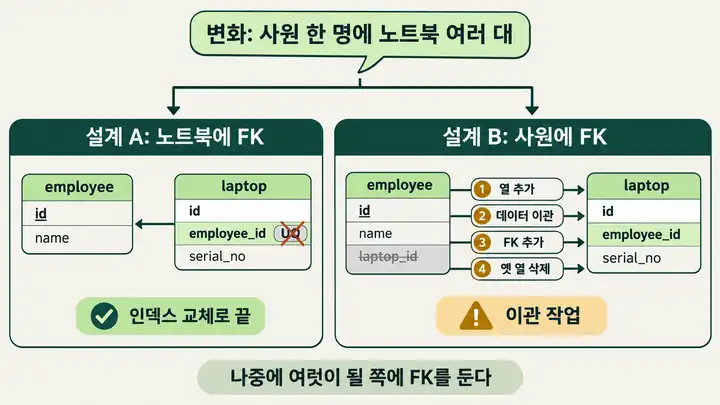 변화: 사원 한 명에 노트북 여러 대
설계 A: 노트북에 FK
employee
id
name
laptop
id
employee_id UQ
serial_no
인덱스 교체로 끝
설계 B: 사원에 FK
employee
id
name
laptop_id
1 열 추가
2 데이터 이관
3 FK 추가
4 옛 열 삭제
laptop
id
employee_id
serial_no
이관 작업
나중에 여럿이 될 쪽에 FK를 둔다